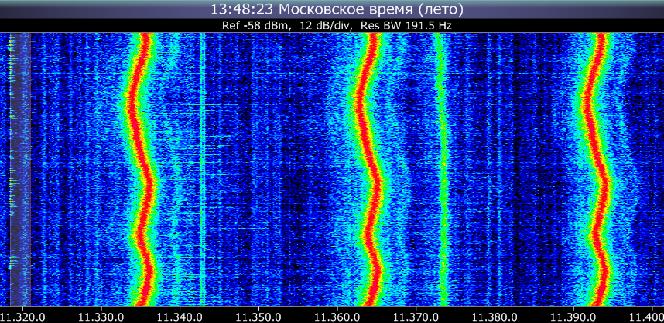 13:48:23 Московское время (лето)
Ref -58 dBm, 12 dB/div, Res BW 191.5 Hz
11.320.0 11.330.0 11.340.0 11.350.0 11.360.0 11.370.0 11.380.0 11.390.0 11.400